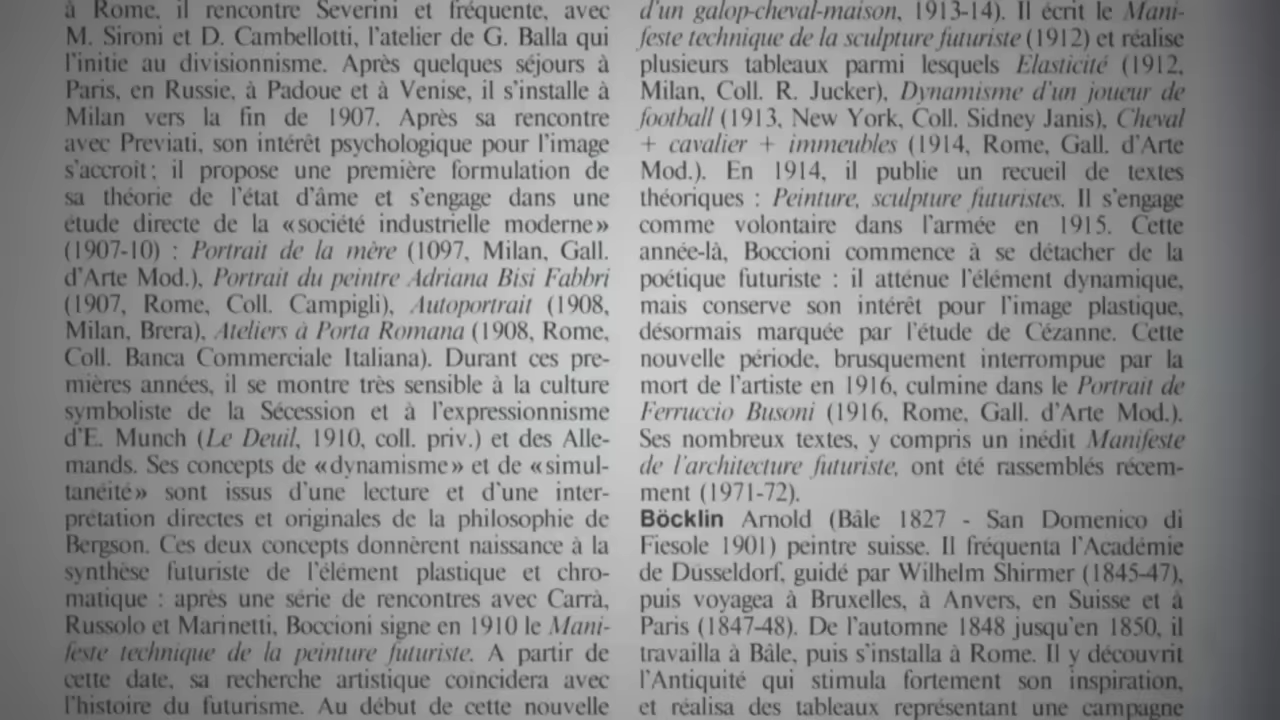 à Rome, il rencontre Severini et fréquente, avec
M. Sironi et D. Cambellotti, l'atelier de G. Balla qui
l'initie au divisionnisme. Après quelques séjours à
Paris, en Russie, à Padoue et à Venise, il s'installe à
Milan vers la fin de 1907. Après sa rencontre
avec Previati, son intérêt psychologique pour l'image
s'accroit; il propose une première formulation de
sa théorie de l'état d'âme et s'engage dans une
étude directe de la «société industrielle moderne»
(1907-10) : Portrait de la mère (1097, Milan, Gall.
d'Arte Mod.), Portrait du peintre Adriana Bisi Fabbri
(1907, Rome, Coll. Campigli), Autoportrait (1908,
Milan, Brera), Ateliers à Porta Romana (1908, Rome,
Coll. Banca Commerciale Italiana). Durant ces pre-
mières années, il se montre très sensible à la culture
symboliste de la Sécession et à l'expressionnisme
d'E. Munch (Le Deuil, 1910, coll. priv.) et des Alle-
mands. Ses concepts de «dynamisme» et de «simul-
tanéité» sont issus d'une lecture et d'une inter-
prétation directes et originales de la philosophie de
Bergson. Ces deux concepts donnèrent naissance à la
synthèse futuriste de l'élément plastique et chro-
matique : après une série de rencontres avec Carrà,
Russolo et Marinetti, Boccioni signe en 1910 le Mani-
feste technique de la peinture futuriste. A partir de
cette date, sa recherche artistique coïncidera avec
l'histoire du futurisme. Au début de cette nouvelle
d'un galop-cheval-maison, 1913-14). Il écrit le Mani-
feste technique de la sculpture futuriste (1912) et réalise
plusieurs tableaux parmi lesquels Elasticité (1912,
Milan, Coll. R. Jucker), Dynamisme d'un joueur de
football (1913, New York, Coll. Sidney Janis), Cheval
+ cavalier + immeubles (1914, Rome, Gall. d'Arte
Mod.). En 1914, il publie un recueil de textes
théoriques : Peinture, sculpture futuristes. Il s'engage
comme volontaire dans l'armée en 1915. Cette
année-là, Boccioni commence à se détacher de la
poétique futuriste : il atténue l'élément dynamique,
mais conserve son intérêt pour l'image plastique,
désormais marquée par l'étude de Cézanne. Cette
nouvelle période, brusquement interrompue par la
mort de l'artiste en 1916, culmine dans le Portrait de
Ferruccio Busoni (1916, Rome, Gall. d'Arte Mod.).
Ses nombreux textes, y compris un inédit Manifeste
de l'architecture futuriste, ont été rassemblés récem-
ment (1971-72).
Böcklin Arnold (Bâle 1827 - San Domenico di
Fiesole 1901) peintre suisse. Il fréquenta l'Académie
de Düsseldorf, guidé par Wilhelm Shirmer (1845-47),
puis voyagea à Bruxelles, à Anvers, en Suisse et à
Paris (1847-48). De l'automne 1848 jusqu'en 1850, il
travailla à Bâle, puis s'installa à Rome. Il y découvrit
l'Antiquité qui stimula fortement son inspiration,
et réalisa des tableaux représentant une campagne